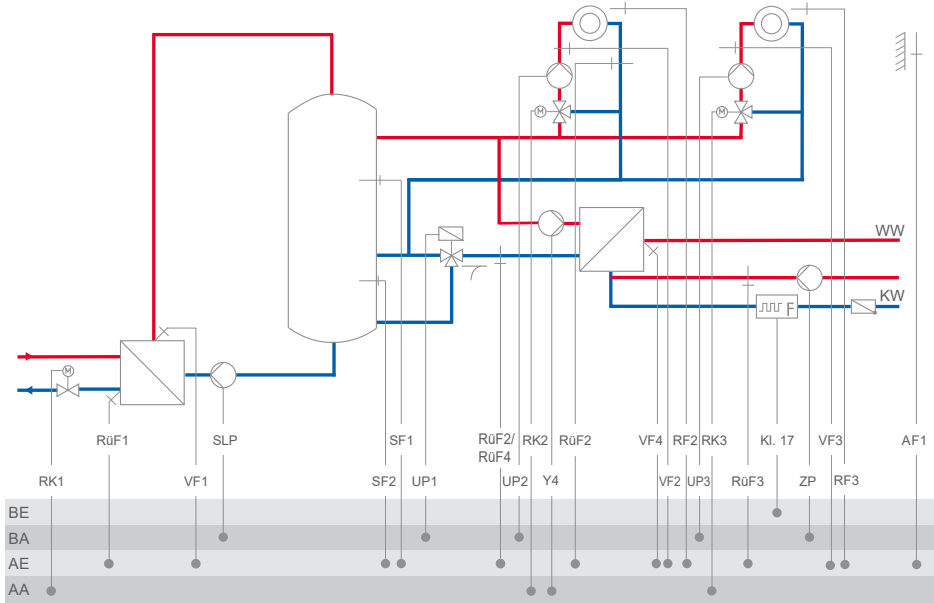 M
M
WW
KW
F
M
RüF1
SLP
SF1
RüF2/
RüF4
RK2
RüF2
VF4
RF2
RK3
Kl. 17
VF3
AF1
RK1
VF1
SF2
UP1
UP2
Y4
VF2
UP3
RüF3
ZP
RF3
BE
BA
AE
AA